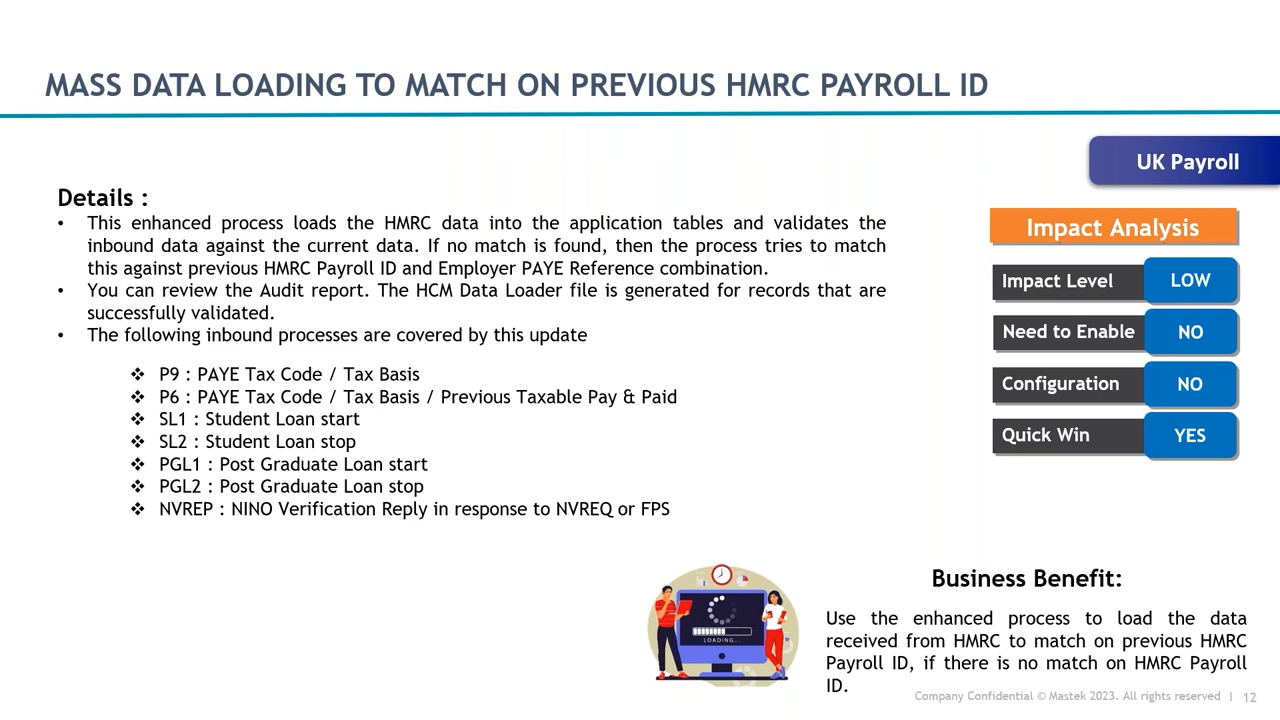 MASS DATA LOADING TO MATCH ON PREVIOUS HMRC PAYROLL ID
UK Payroll
Details :
• This enhanced process loads the HMRC data into the application tables and validates the
inbound data against the current data. If no match is found, then the process tries to match
this against previous HMRC Payroll ID and Employer PAYE Reference combination.
• You can review the Audit report. The HCM Data Loader file is generated for records that are
successfully validated.
• The following inbound processes are covered by this update
❖ P9 : PAYE Tax Code / Tax Basis
❖ P6 : PAYE Tax Code / Tax Basis / Previous Taxable Pay & Paid
❖ SL1 : Student Loan start
❖ SL2 : Student Loan stop
❖ PGL1 : Post Graduate Loan start
❖ PGL2 : Post Graduate Loan stop
❖ NVREP : NINO Verification Reply in response to NVREQ or FPS
Impact Analysis
Impact Level LOW
Need to Enable NO
Configuration NO
Quick Win YES
LOADING...
Business Benefit:
Use the enhanced process to load the data
received from HMRC to match on previous HMRC
Payroll ID, if there is no match on HMRC Payroll
ID.
Company Confidential © Mastek 2023. All rights reserved | 12